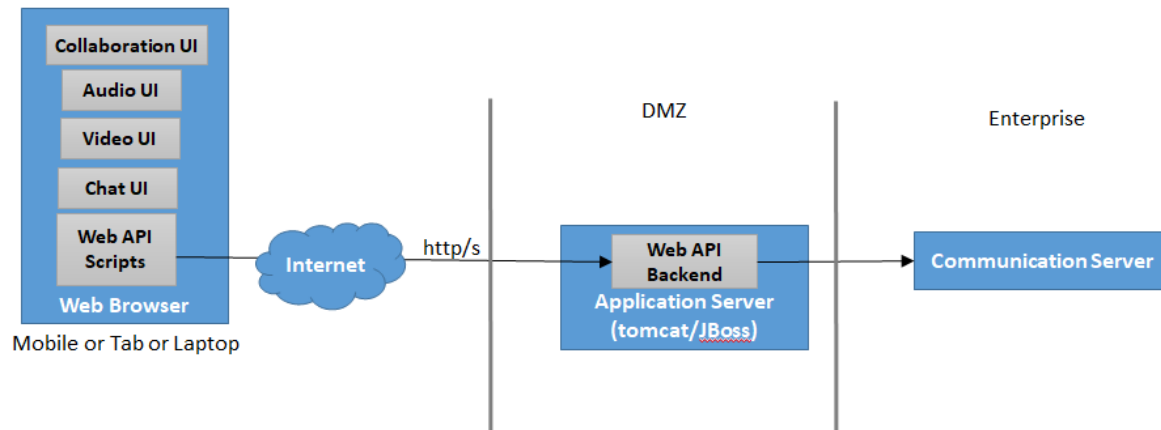 Collaboration UI
Audio UI
Video UI
Chat UI
Web API
Scripts
Web Browser
Mobile or Tab or Laptop
Internet
http/s
DMZ
Web API
Backend
Application Server
(tomcat/JBoss)
Enterprise
Communication Server